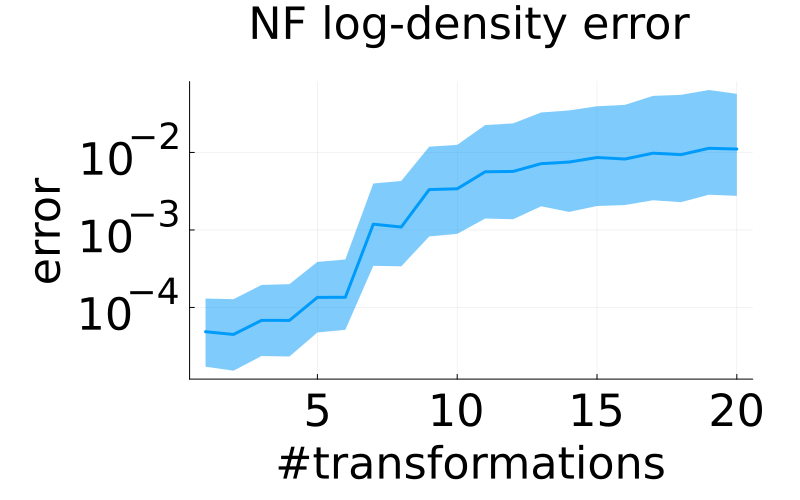 NF log-density error
error
10⁻²
10⁻³
10⁻⁴
5 10 15 20
#transformations